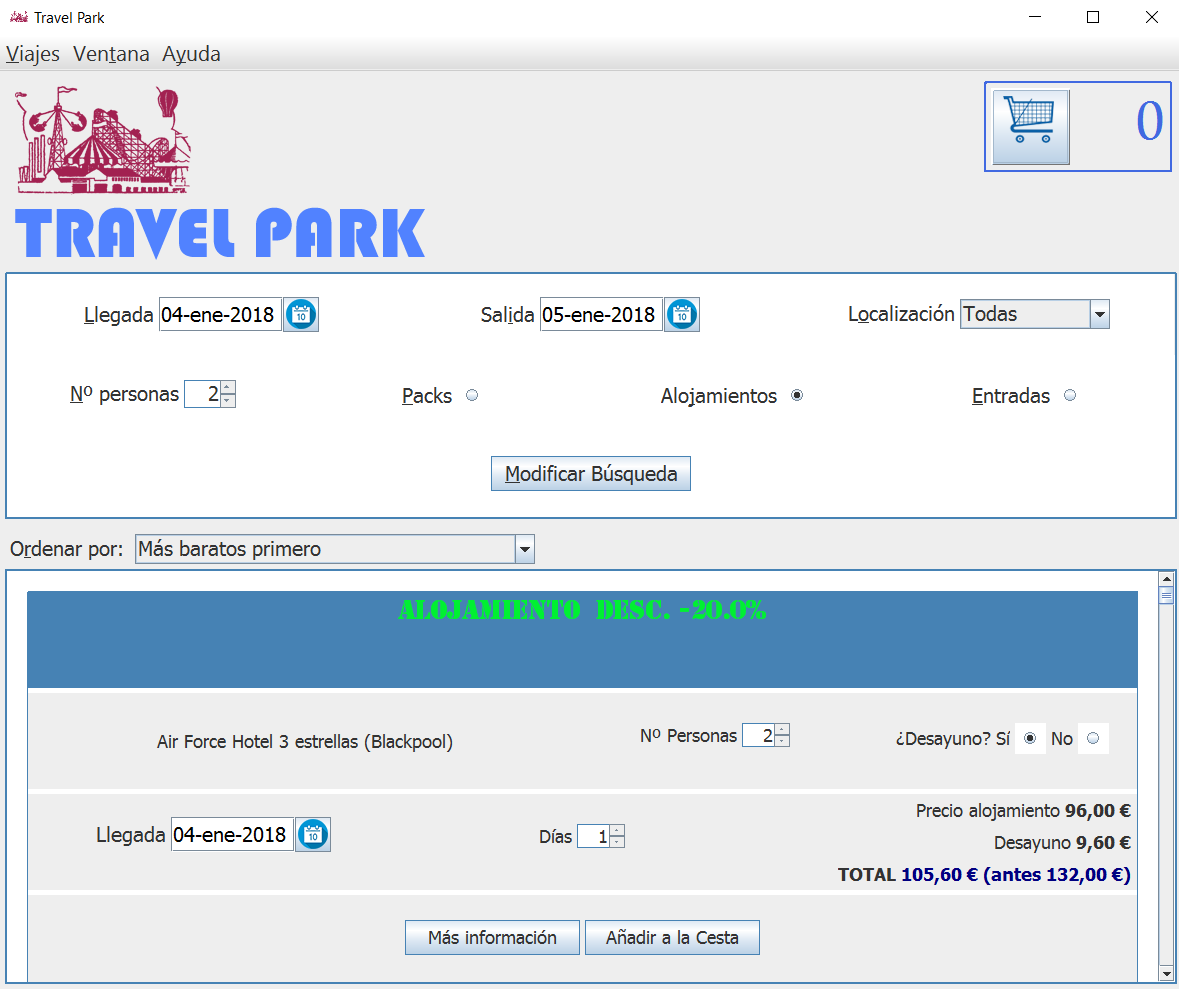 Travel Park
Viajes Ventana Ayuda
0
TRAVEL PARK
Llegada 04-ene-2018 10 Salida 05-ene-2018 10 Localización Todas
Nº personas 2 Packs Alojamientos Entradas
Modificar Búsqueda
Ordenar por: Más baratos primero
ALOJAMIENTO DESC. -20.0%
Air Force Hotel 3 estrellas (Blackpool) Nº Personas 2 ¿Desayuno? Sí No
Precio alojamiento 96,00 €
Llegada 04-ene-2018 10 Días 1
Desayuno 9,60 €
TOTAL 105,60 € (antes 132,00 €)
Más información Añadir a la Cesta